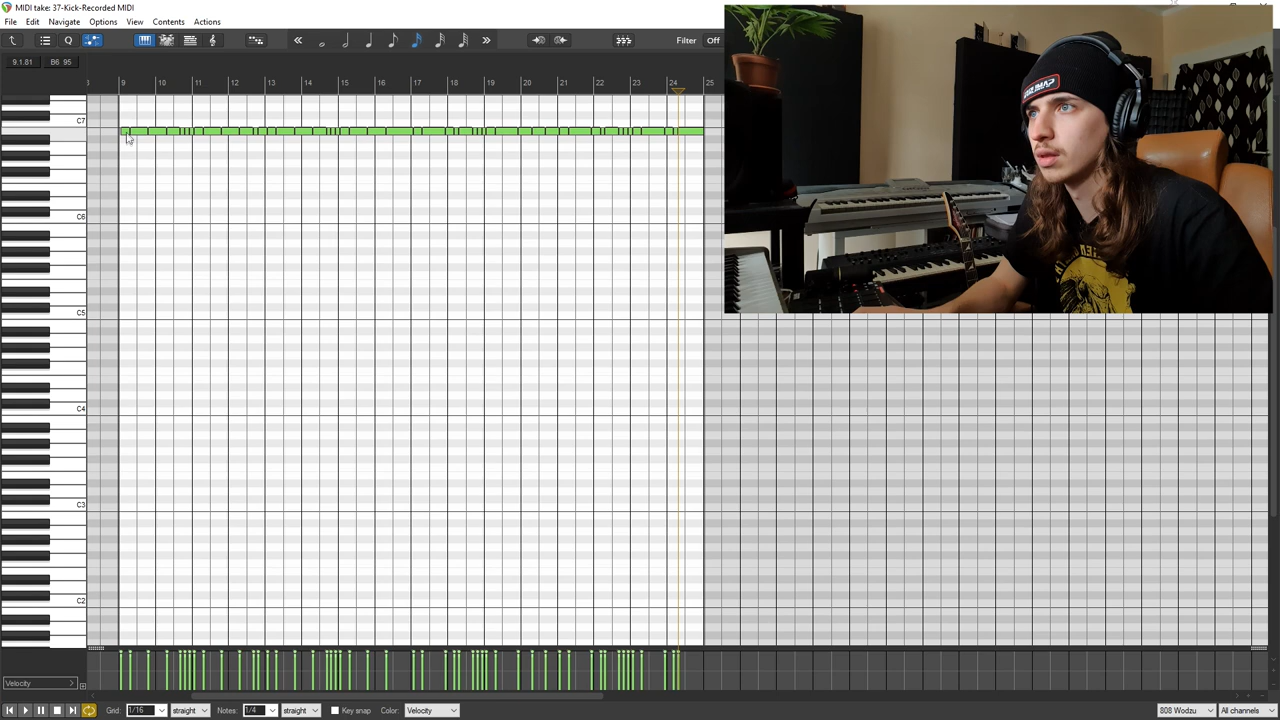 MIDI take: 37-Kick-Recorded MIDI
File Edit Navigate Options View Contents Actions
Q Filter Off
9.1.81 B6 95
9 10 11 12 13 14 15 16 17 18 19 20 21 22 23 24 25
C7
C6
C5
C4
C3
C2
Velocity
Grid: 1/16 straight Notes: 1/4 straight Key snap Color: Velocity 808 Wodzu All channels